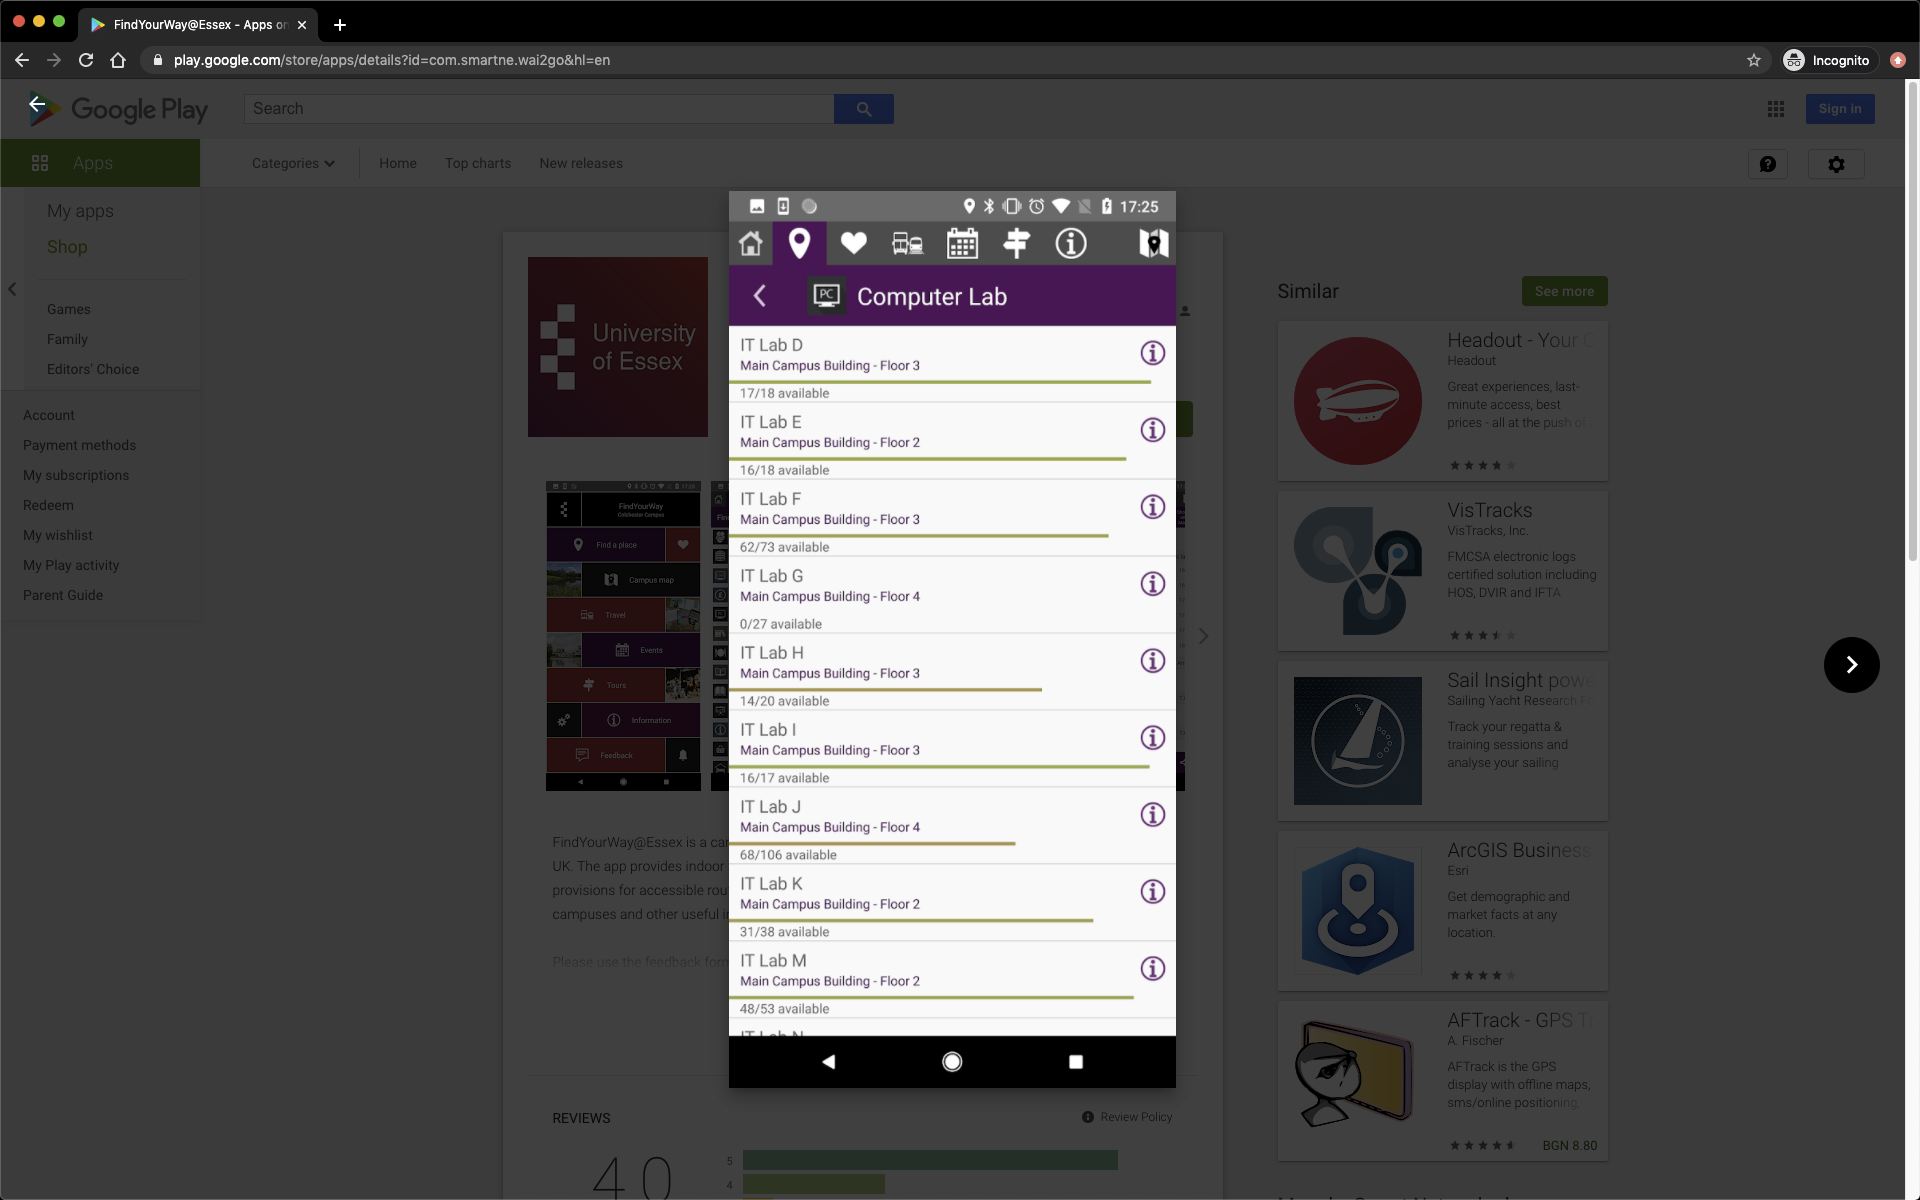 FindYourWay@Essex - Apps on
play.google.com/store/apps/details?id=com.smartne.wai2go&hl=en
Incognito
Google Play
Search
Sign in
Apps
Categories
Home
Top charts
New releases
My apps
Shop
Games
Family
Editors' Choice
Account
Payment methods
My subscriptions
Redeem
My wishlist
My Play activity
Parent Guide
University
of Essex
FindYourWay
Colchester Campus
Find a place
Campus map
Travel
Events
Tours
Information
Feedback
FindYourWay@Essex is a
UK. The app provides indoor
provisions for accessible
campuses and other useful
Please use the feedback
17:25
Computer Lab
IT Lab D
Main Campus Building - Floor 3
17/18 available
IT Lab E
Main Campus Building - Floor 2
16/18 available
IT Lab F
Main Campus Building - Floor 3
62/73 available
IT Lab G
Main Campus Building - Floor 4
0/27 available
IT Lab H
Main Campus Building - Floor 3
14/20 available
IT Lab I
Main Campus Building - Floor 3
16/17 available
IT Lab J
Main Campus Building - Floor 4
68/106 available
IT Lab K
Main Campus Building - Floor 2
31/38 available
IT Lab M
Main Campus Building - Floor 2
48/53 available
REVIEWS
Review Policy
4.0
5
4
Similar
See more
Headout - Your
Headout
Great experiences, last-
minute access, best
prices - all at the push of
VisTracks
VisTracks, Inc.
FMCSA electronic logs
certified solution including
HOS, DVIR and IFTA
Sail Insight
Sailing Yacht Research
Track your regatta &
training sessions and
analyse your sailing
ArcGIS Business
Esri
Get demographic and
market facts at any
location.
AFTrack - GPS
A. Fischer
AFTrack is the GPS
display with offline maps,
sms/online positioning,
BGN 8.80